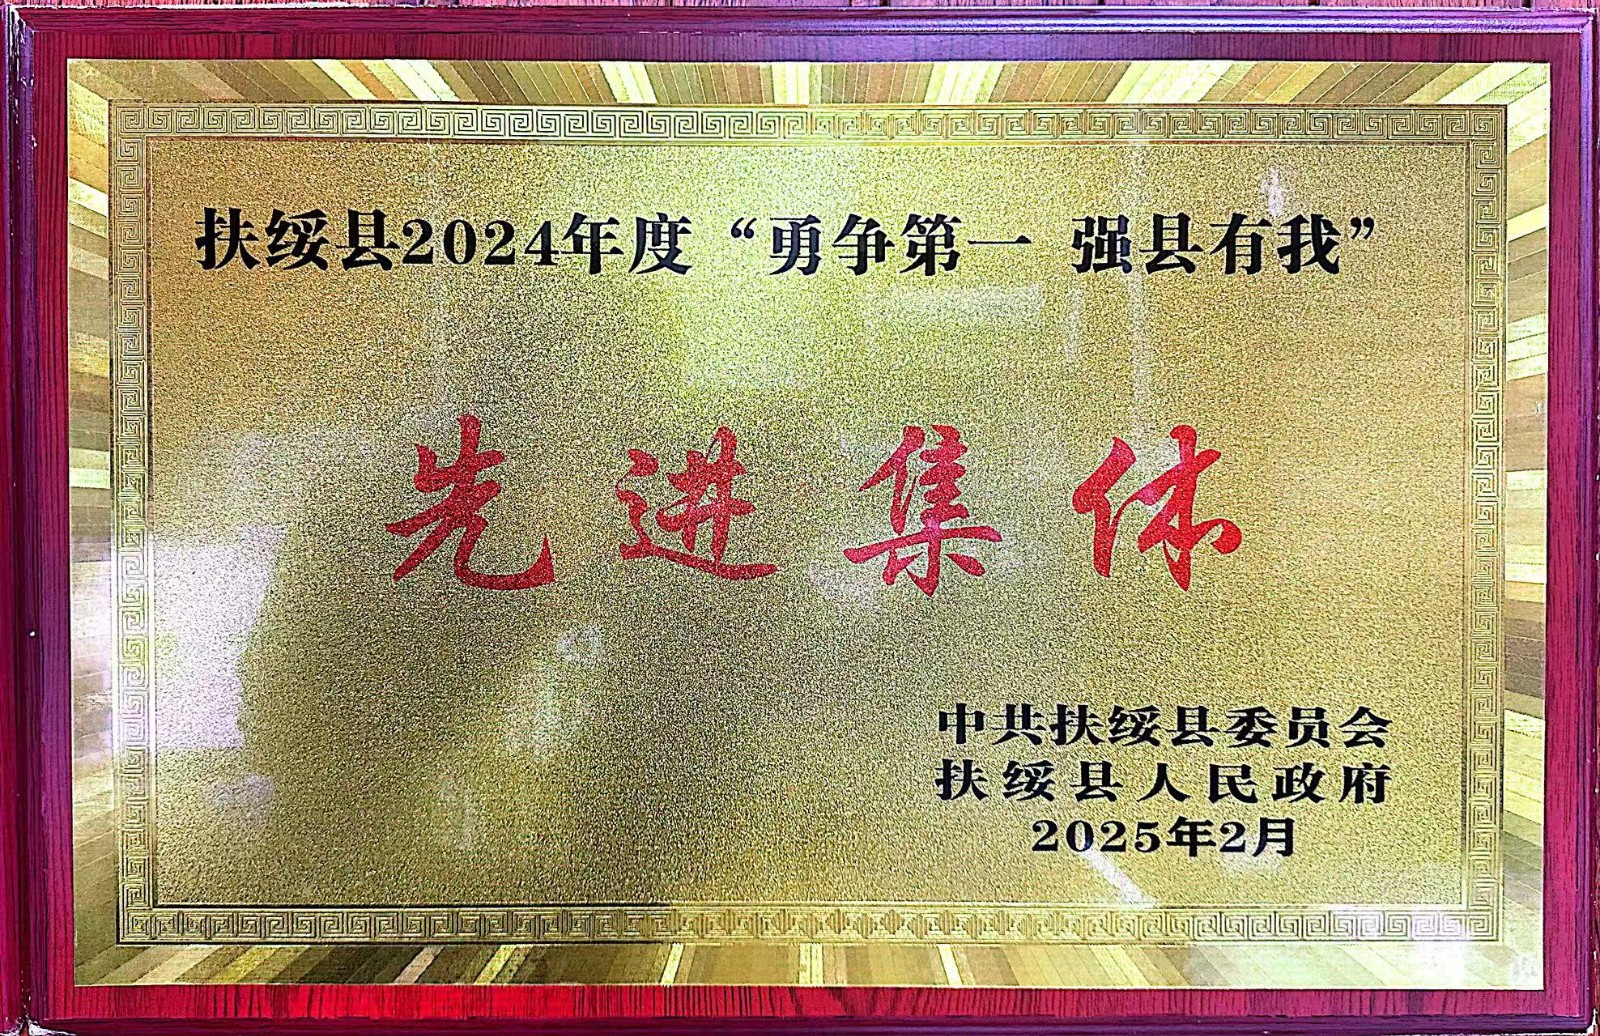 扶绥县2024年度“勇争第一 强县有我”
先进集体
中共扶绥县委员会
扶绥县人民政府
2025年2月